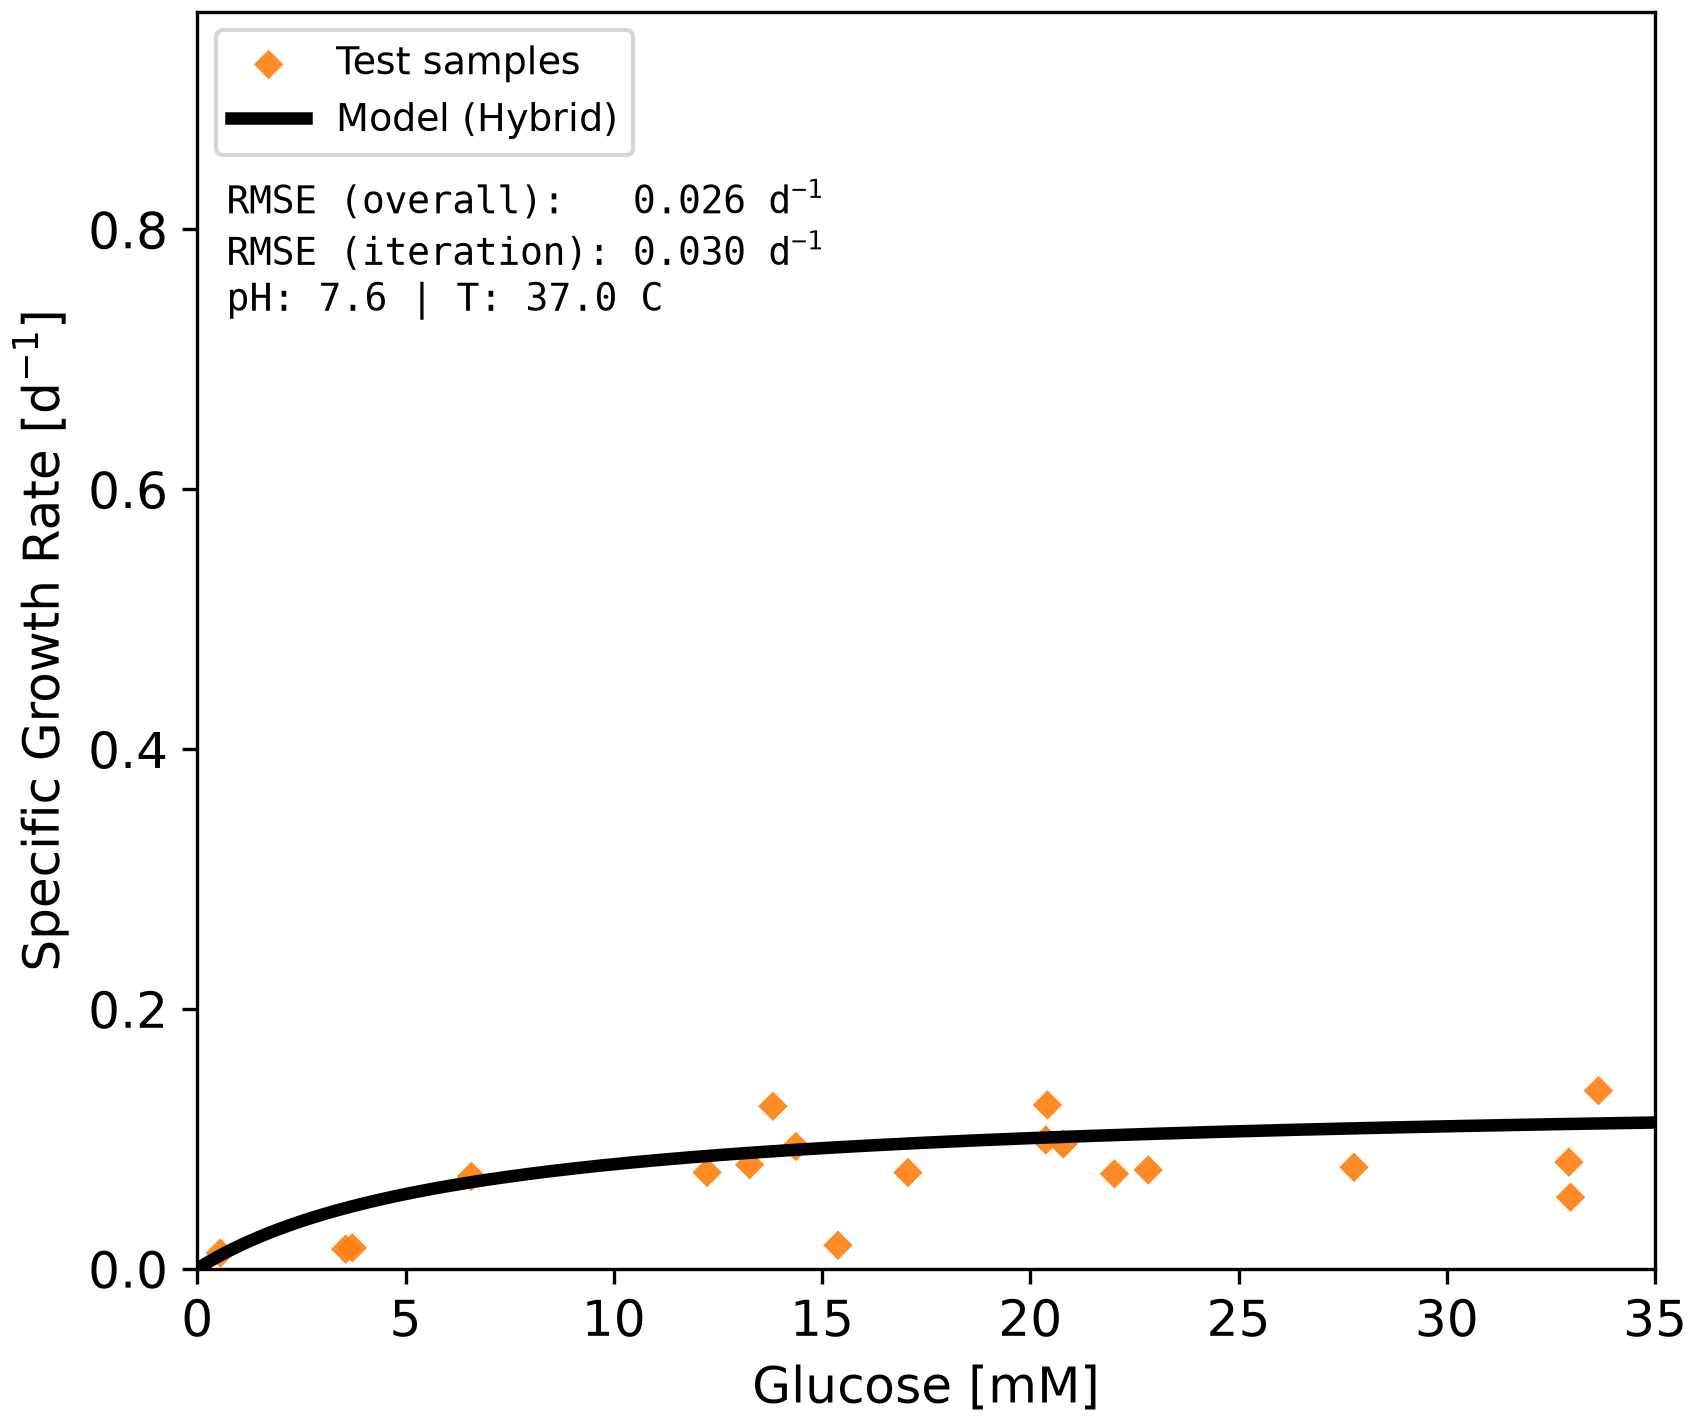 Test samples
Model (Hybrid)
RMSE (overall):   0.026 d⁻¹
RMSE (iteration): 0.030 d⁻¹
pH: 7.6 | T: 37.0 C
Specific Growth Rate [d⁻¹]
0.8
0.6
0.4
0.2
0.0
0 5 10 15 20 25 30 35
Glucose [mM]